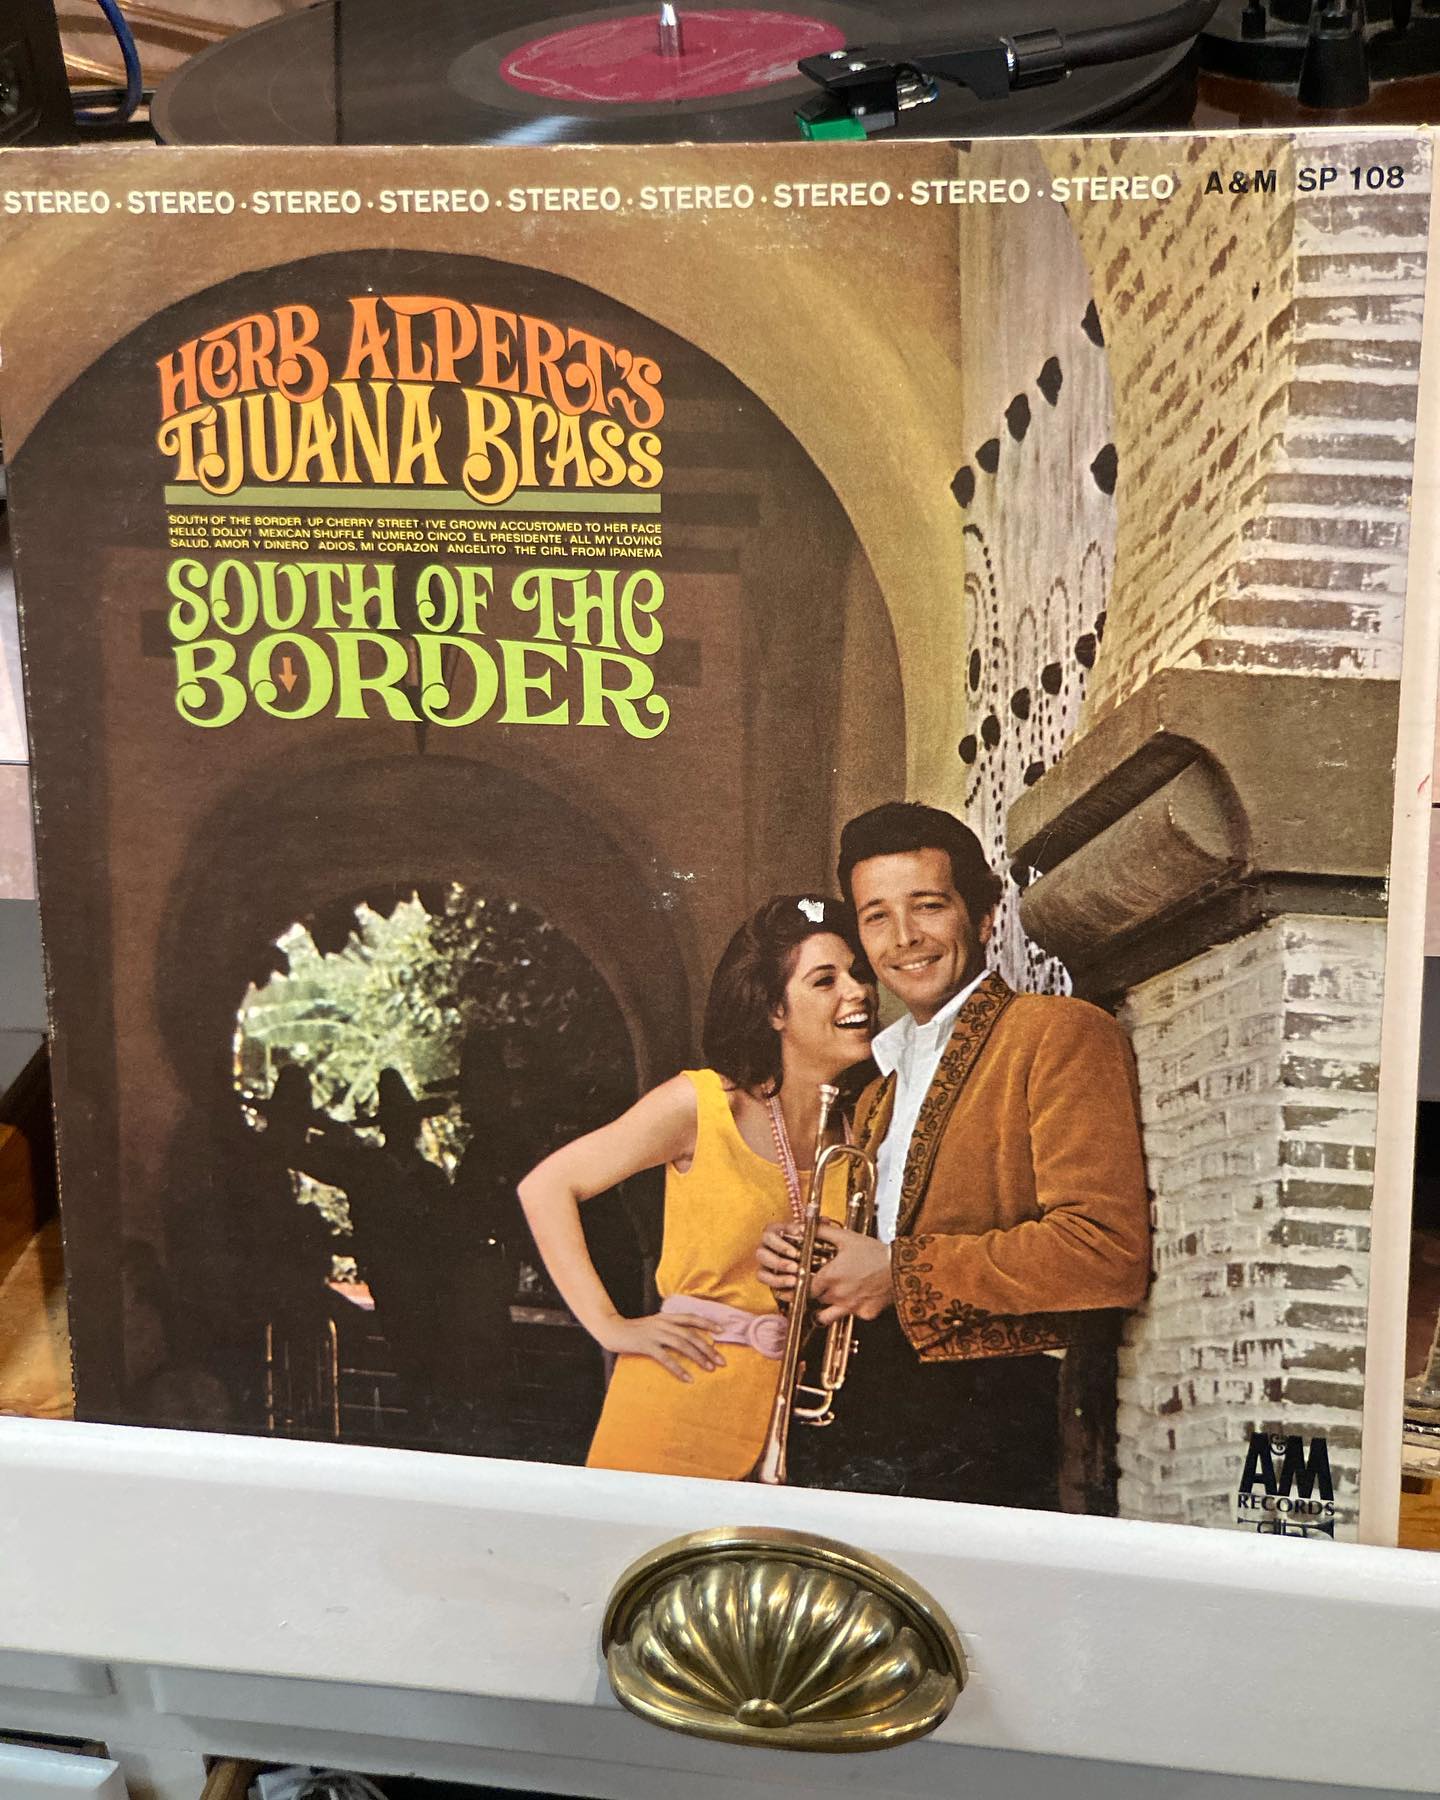 STEREO · STEREO · STEREO · STEREO · STEREO · STEREO · STEREO · STEREO · STEREO A&M SP 108
HERB ALPERT'S
TIJUANA BRASS
SOUTH OF THE BORDER · UP CHERRY STREET · I'VE GROWN ACCUSTOMED TO HER FACE
HELLO, DOLLY! MEXICAN SHUFFLE NUMERO CINCO EL PRESIDENTE · ALL MY LOVING
SALUD, AMOR Y DINERO ADIOS, MI CORAZON ANGELITO · THE GIRL FROM IPANEMA
SOUTH OF THE
BORDER
A&M
RECORDS